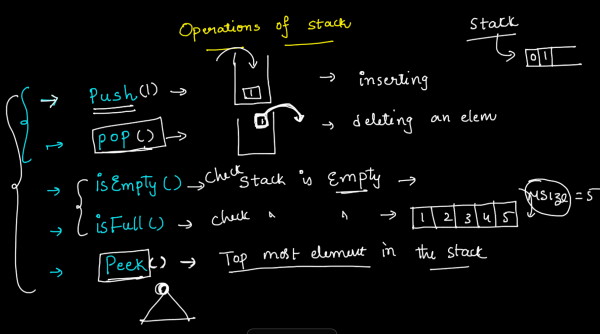 Operations of stack
Stack
0 1
Push(1) → 1 → inserting
pop() → 1 → deleting an elem
isEmpty() → check Stack is Empty →
isFull() → check " " → 1 2 3 4 5 size = 5
Peek() → Top most element in the stack